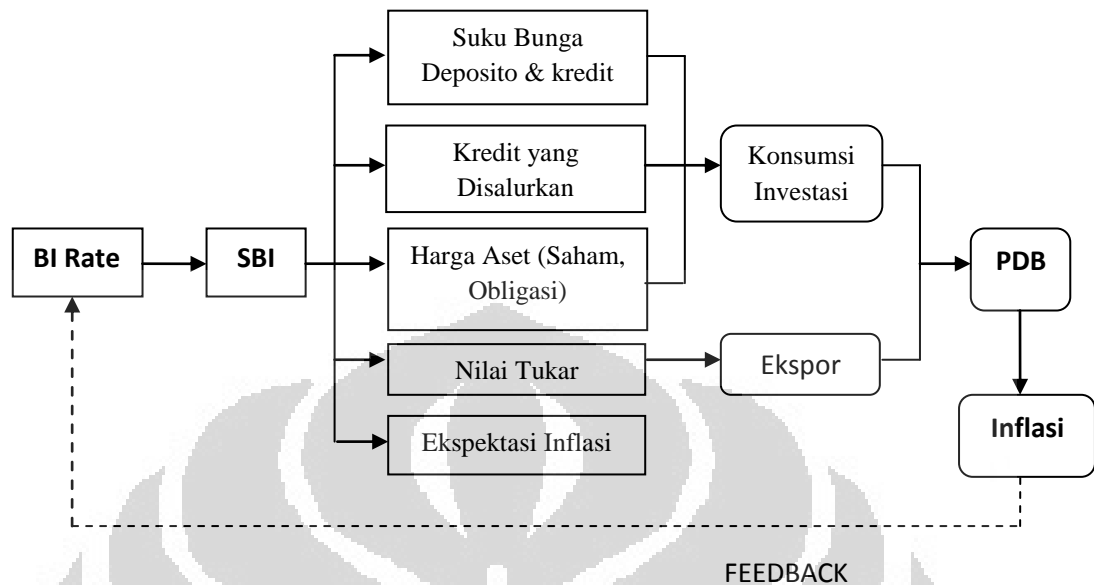 Suku Bunga
Deposito & kredit
Kredit yang
Disalurkan
Konsumsi
Investasi
BI Rate
SBI
Harga Aset (Saham,
Obligasi)
PDB
Nilai Tukar
Ekspor
Ekspektasi Inflasi
Inflasi
FEEDBACK